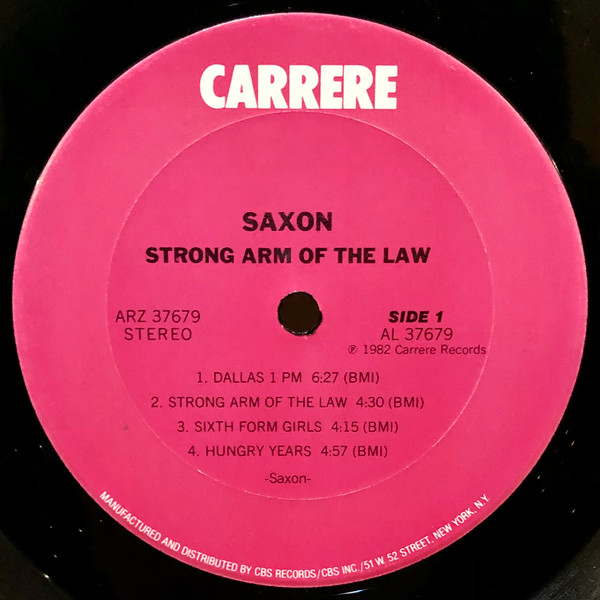 CARRERE
SAXON
STRONG ARM OF THE LAW
ARZ 37679
STEREO
SIDE 1
AL 37679
℗ 1982 Carrere Records
1. DALLAS 1 PM 6:27 (BMI)
2. STRONG ARM OF THE LAW 4:30 (BMI)
3. SIXTH FORM GIRLS 4:15 (BMI)
4. HUNGRY YEARS 4:57 (BMI)
-Saxon-
MANUFACTURED AND DISTRIBUTED BY CBS RECORDS/CBS INC./51 W. 52 STREET, NEW YORK, N.Y.